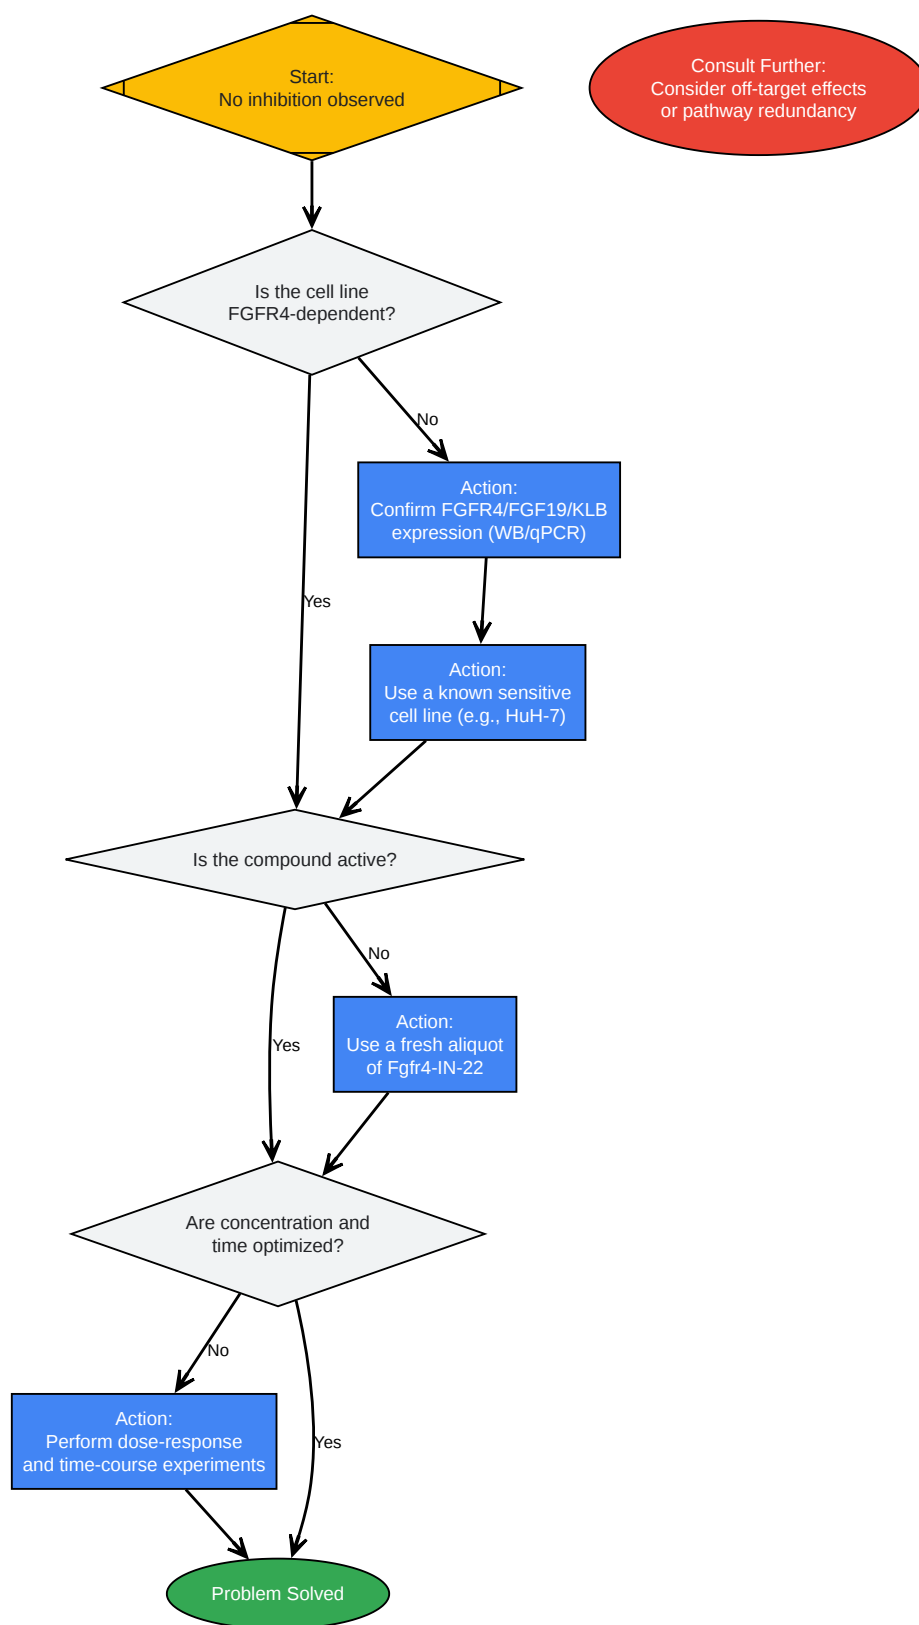 Start:
No inhibition observed
Consult Further:
Consider off-target effects
or pathway redundancy
Is the cell line
FGFR4-dependent?
No
Action:
Confirm FGFR4/FGF19/KLB
expression (WB/qPCR)
Yes
Action:
Use a known sensitive
cell line (e.g., HuH-7)
Is the compound active?
No
Action:
Use a fresh aliquot
of Fgfr4-IN-22
Yes
Are concentration and
time optimized?
No
Action:
Perform dose-response
and time-course experiments
Yes
Problem Solved